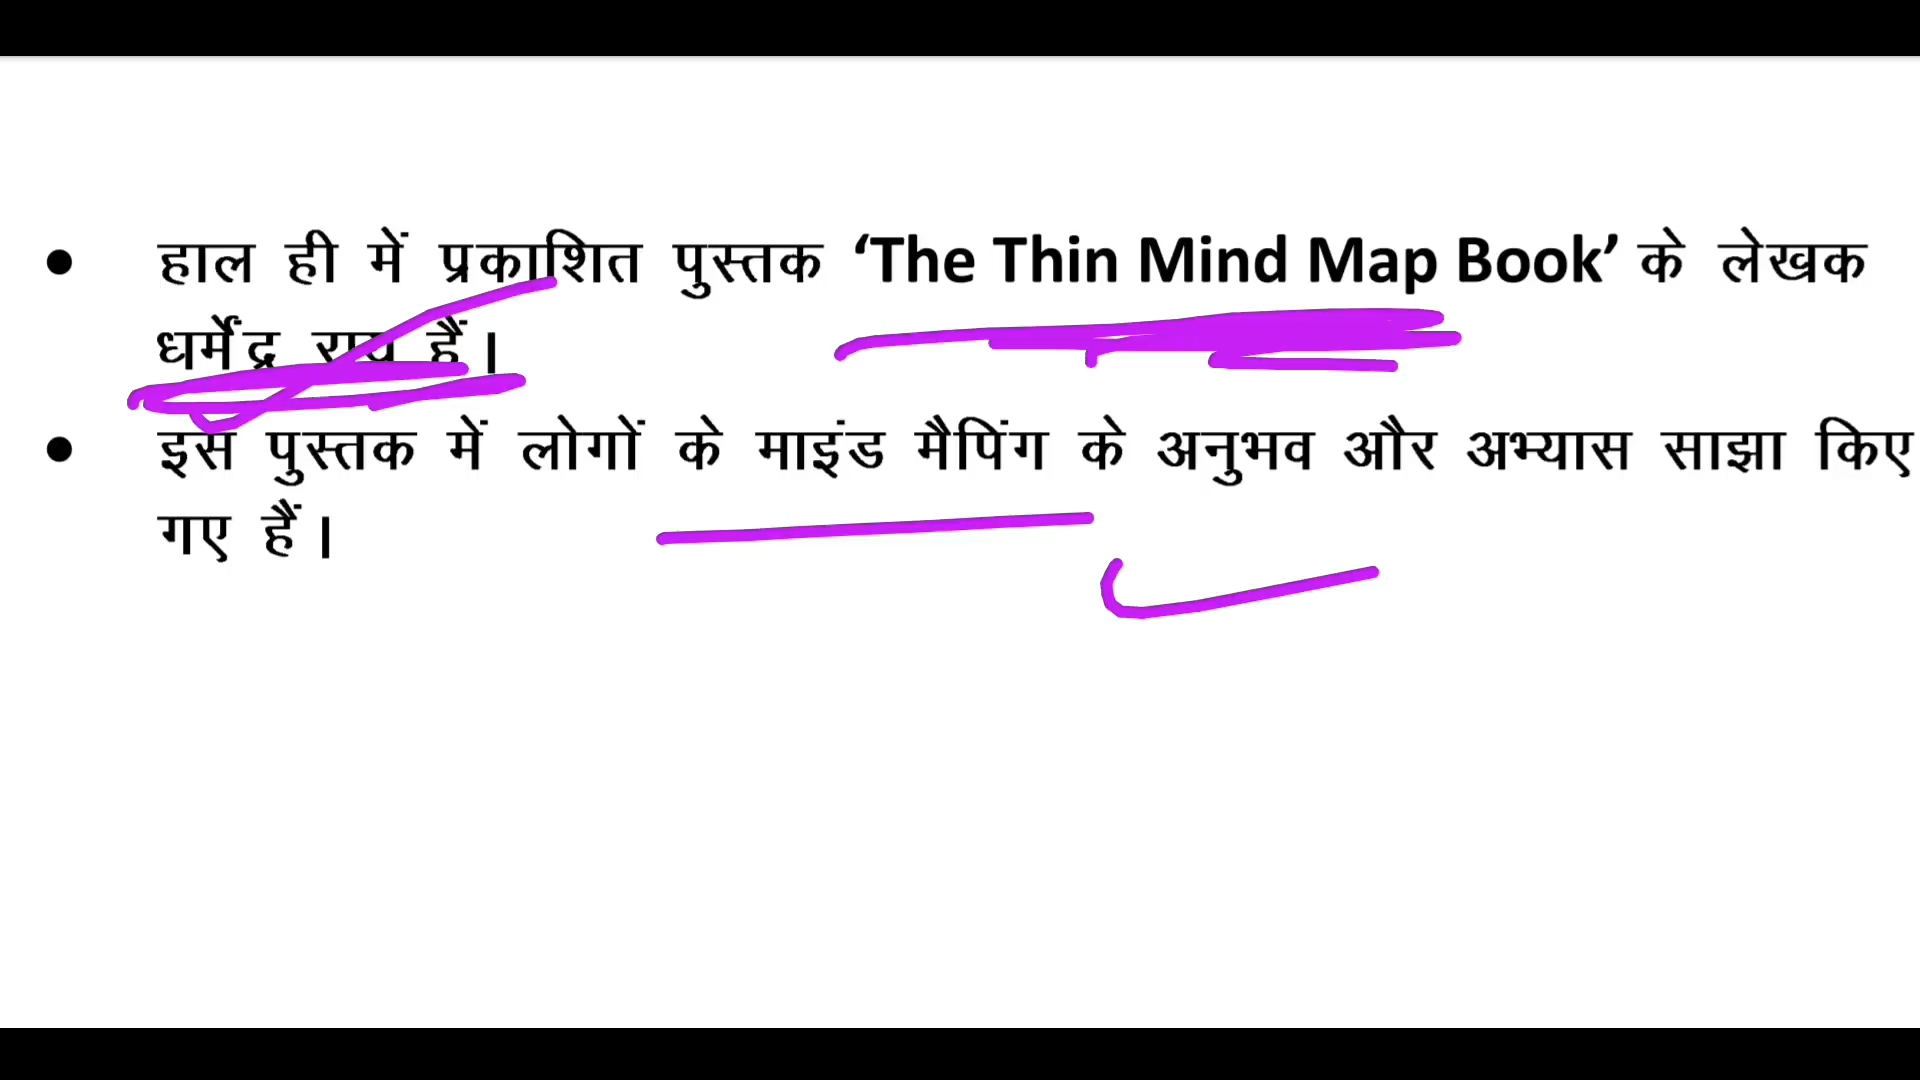 • हाल ही में प्रकाशित पुस्तक ‘The Thin Mind Map Book’ के लेखक
धर्मेंद्र राय हैं।
• इस पुस्तक में लोगों के माइंड मैपिंग के अनुभव और अभ्यास साझा किए
गए हैं।